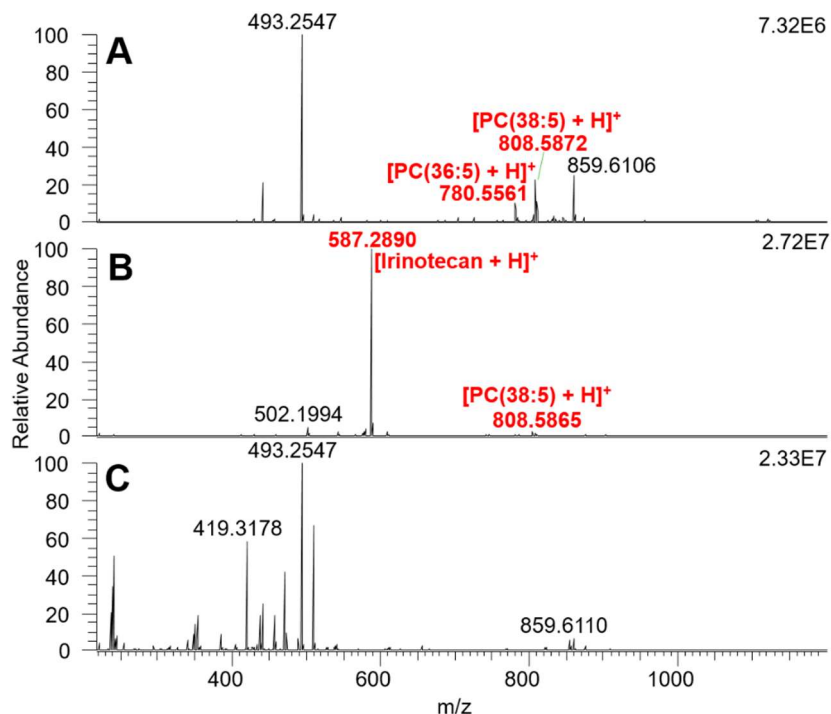 493.2547
7.32E6
100
A
80
60
[PC(38:5) + H]+
808.5872
[PC(36:5) + H]+
859.6106
780.5561
40
20
0
587.2890
2.72E7
100
[Irinotecan + H]+
B
80
60
40
[PC(38:5) + H]+
808.5865
502.1994
20
0
Relative Abundance
493.2547
2.33E7
100
C
80
419.3178
60
40
859.6110
20
0
400
600
800
1000
m/z